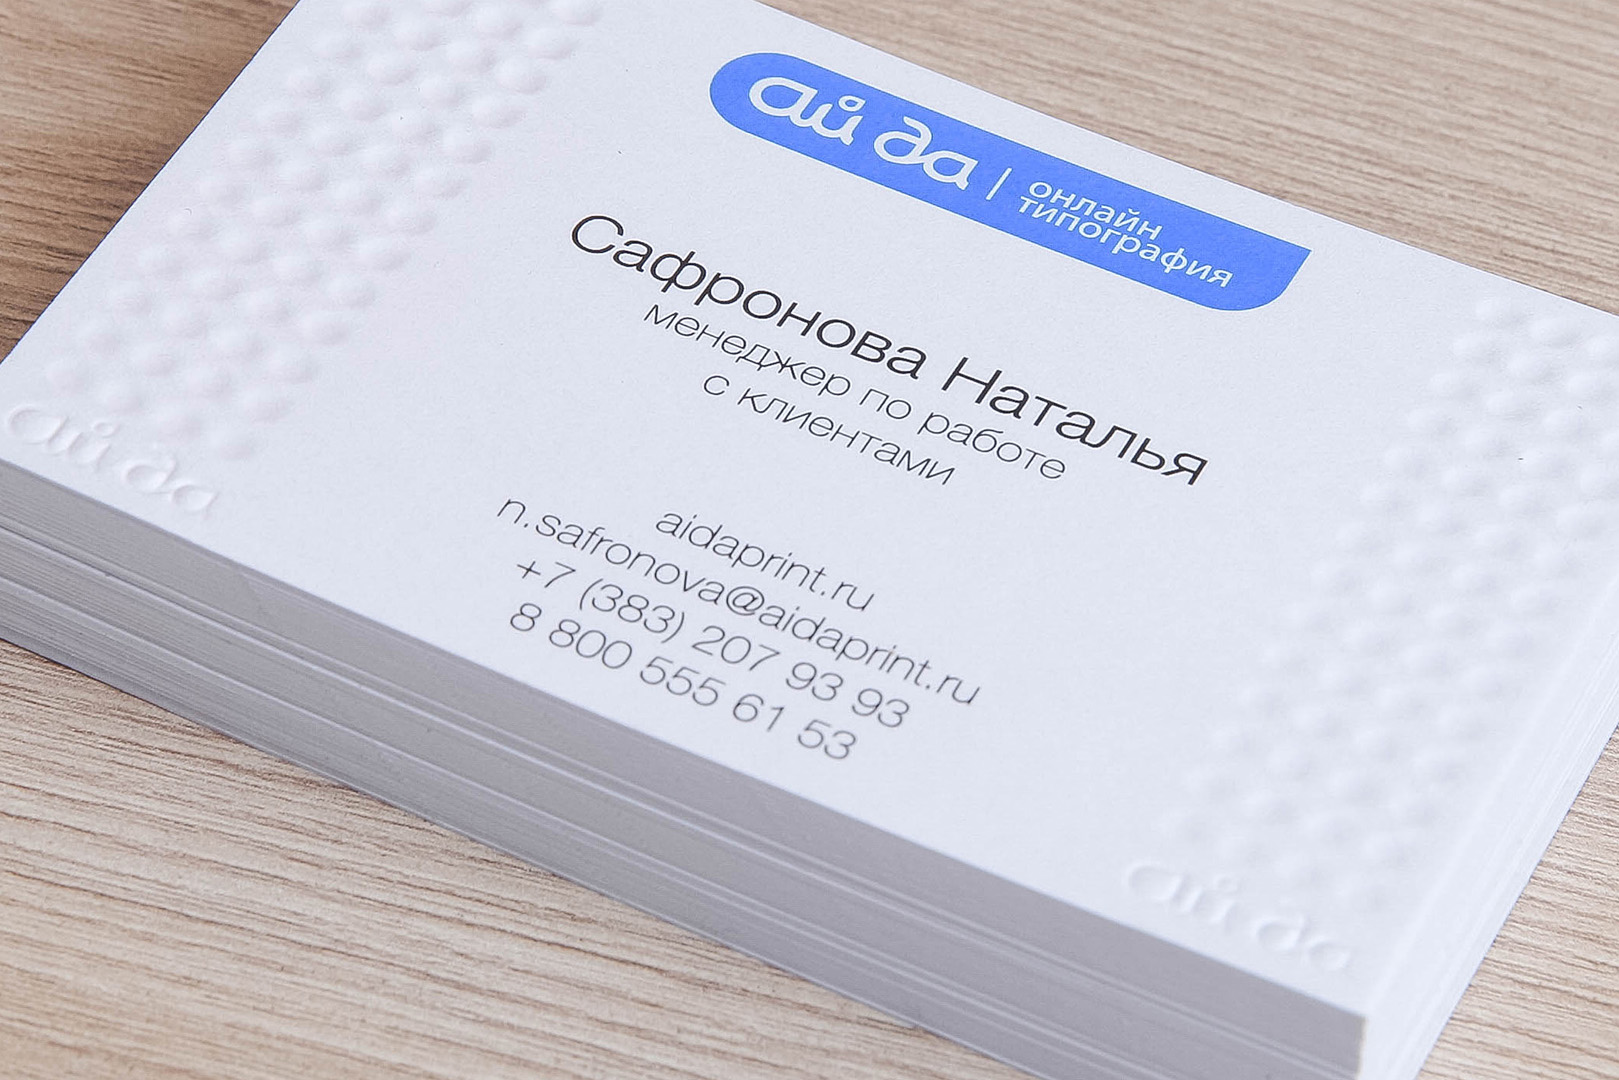 ай да | онлайн
типография
Сафронова Наталья
менеджер по работе
с клиентами
aidaprint.ru
n.safronova@aidaprint.ru
+7 (383) 207 93 93
8 800 555 61 53
ай да
ай да